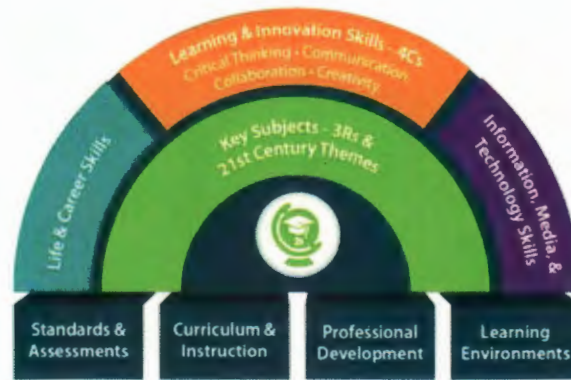 Learning & Innovation Skills - 4Cs
Critical Thinking • Communication
Collaboration • Creativity
Life & Career Skills
Key Subjects - 3Rs &
21st Century Themes
Information, Media, &
Technology Skills
Standards &
Assessments
Curriculum &
Instruction
Professional
Development
Learning
Environments